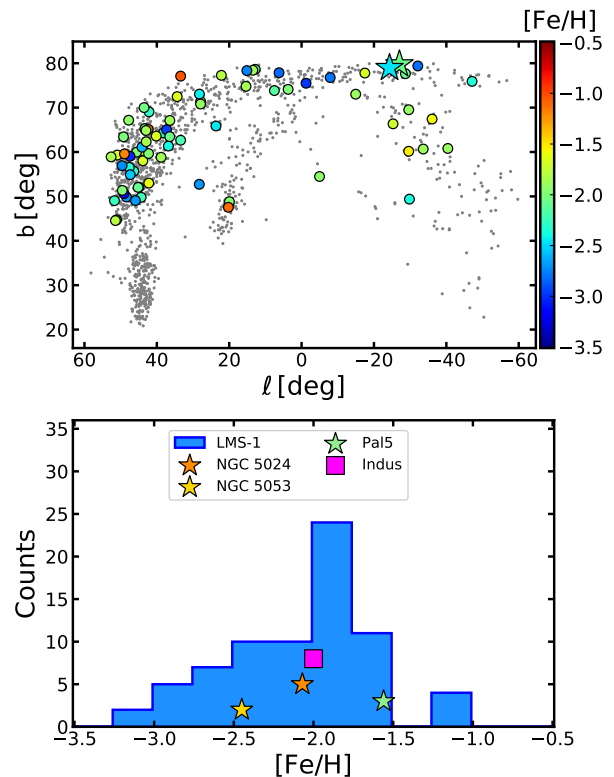 [Fe/H]
80
70
60
50
40
30
20
b [deg]
60 40 20 0 −20 −40 −60
ℓ [deg]
−0.5
−1.0
−1.5
−2.0
−2.5
−3.0
−3.5
35
30
25
20
15
10
5
0
Counts
LMS-1
NGC 5024
NGC 5053
Pal5
Indus
−3.5 −3.0 −2.5 −2.0 −1.5 −1.0 −0.5
[Fe/H]